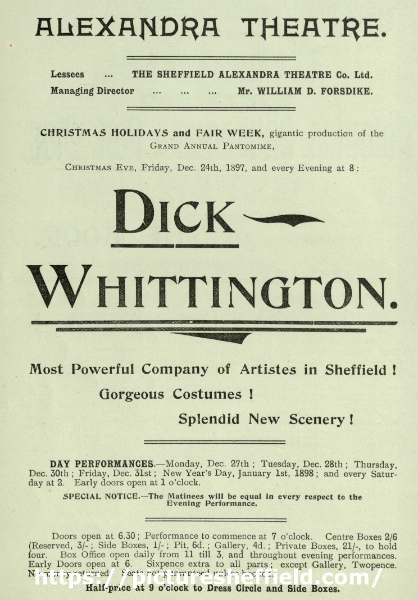 ALEXANDRA THEATRE.
Lessees ... THE SHEFFIELD ALEXANDRA THEATRE Co. Ltd.
Managing Director ... ... ... Mr. WILLIAM D. FORSDIKE.
CHRISTMAS HOLIDAYS and FAIR WEEK, gigantic production of the
GRAND ANNUAL PANTOMIME,
CHRISTMAS EVE, Friday, Dec. 24th, 1897, and every Evening at 8:
DICK
WHITTINGTON.
Most Powerful Company of Artistes in Sheffield!
Gorgeous Costumes!
Splendid New Scenery!
DAY PERFORMANCES.—Monday, Dec. 27th; Tuesday, Dec. 28th; Thursday,
Dec. 30th; Friday, Dec. 31st; New Year's Day, January 1st, 1898; and every Satur-
day at 2. Early doors open at 1 o'clock.
SPECIAL NOTICE.—The Matinees will be equal in every respect to the
Evening Performance.
Doors open at 6.30; Performance to commence at 7 o'clock. Centre Boxes 2/6
(Reserved, 3/-; Side Boxes, 1/-; Pit, 6d.; Gallery, 4d.; Private Boxes, 21/-, to hold
four. Box Office open daily from 11 till 3, and throughout evening performances.
Early Doors open at 6. Sixpence extra to all parts; except Gallery, Twopence.
https://picturesheffield.com/
Half-price at 9 o'clock to Dress Circle and Side Boxes.